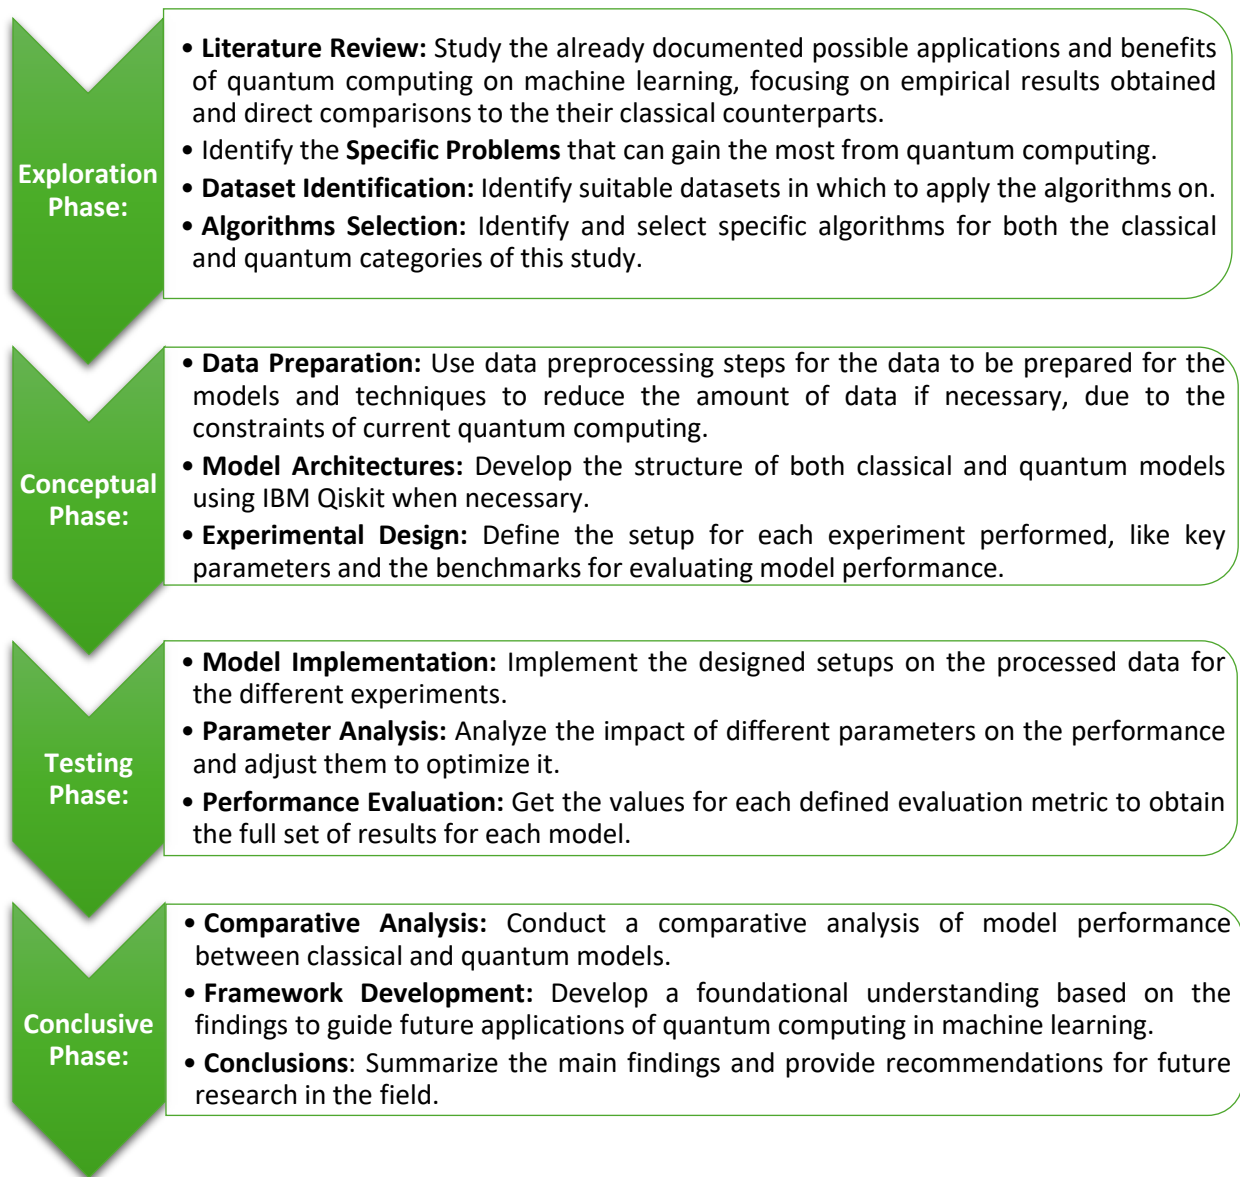 • Literature Review: Study the already documented possible applications and benefits
of quantum computing on machine learning, focusing on empirical results obtained
and direct comparisons to the their classical counterparts.
• Identify the Specific Problems that can gain the most from quantum computing.
• Dataset Identification: Identify suitable datasets in which to apply the algorithms on.
• Algorithms Selection: Identify and select specific algorithms for both the classical
and quantum categories of this study.
Exploration
Phase:
• Data Preparation: Use data preprocessing steps for the data to be prepared for the
models and techniques to reduce the amount of data if necessary, due to the
constraints of current quantum computing.
• Model Architectures: Develop the structure of both classical and quantum models
using IBM Qiskit when necessary.
• Experimental Design: Define the setup for each experiment performed, like key
parameters and the benchmarks for evaluating model performance.
Conceptual
Phase:
• Model Implementation: Implement the designed setups on the processed data for
the different experiments.
• Parameter Analysis: Analyze the impact of different parameters on the performance
and adjust them to optimize it.
• Performance Evaluation: Get the values for each defined evaluation metric to obtain
the full set of results for each model.
Testing
Phase:
• Comparative Analysis: Conduct a comparative analysis of model performance
between classical and quantum models.
• Framework Development: Develop a foundational understanding based on the
findings to guide future applications of quantum computing in machine learning.
• Conclusions: Summarize the main findings and provide recommendations for future
research in the field.
Conclusive
Phase: